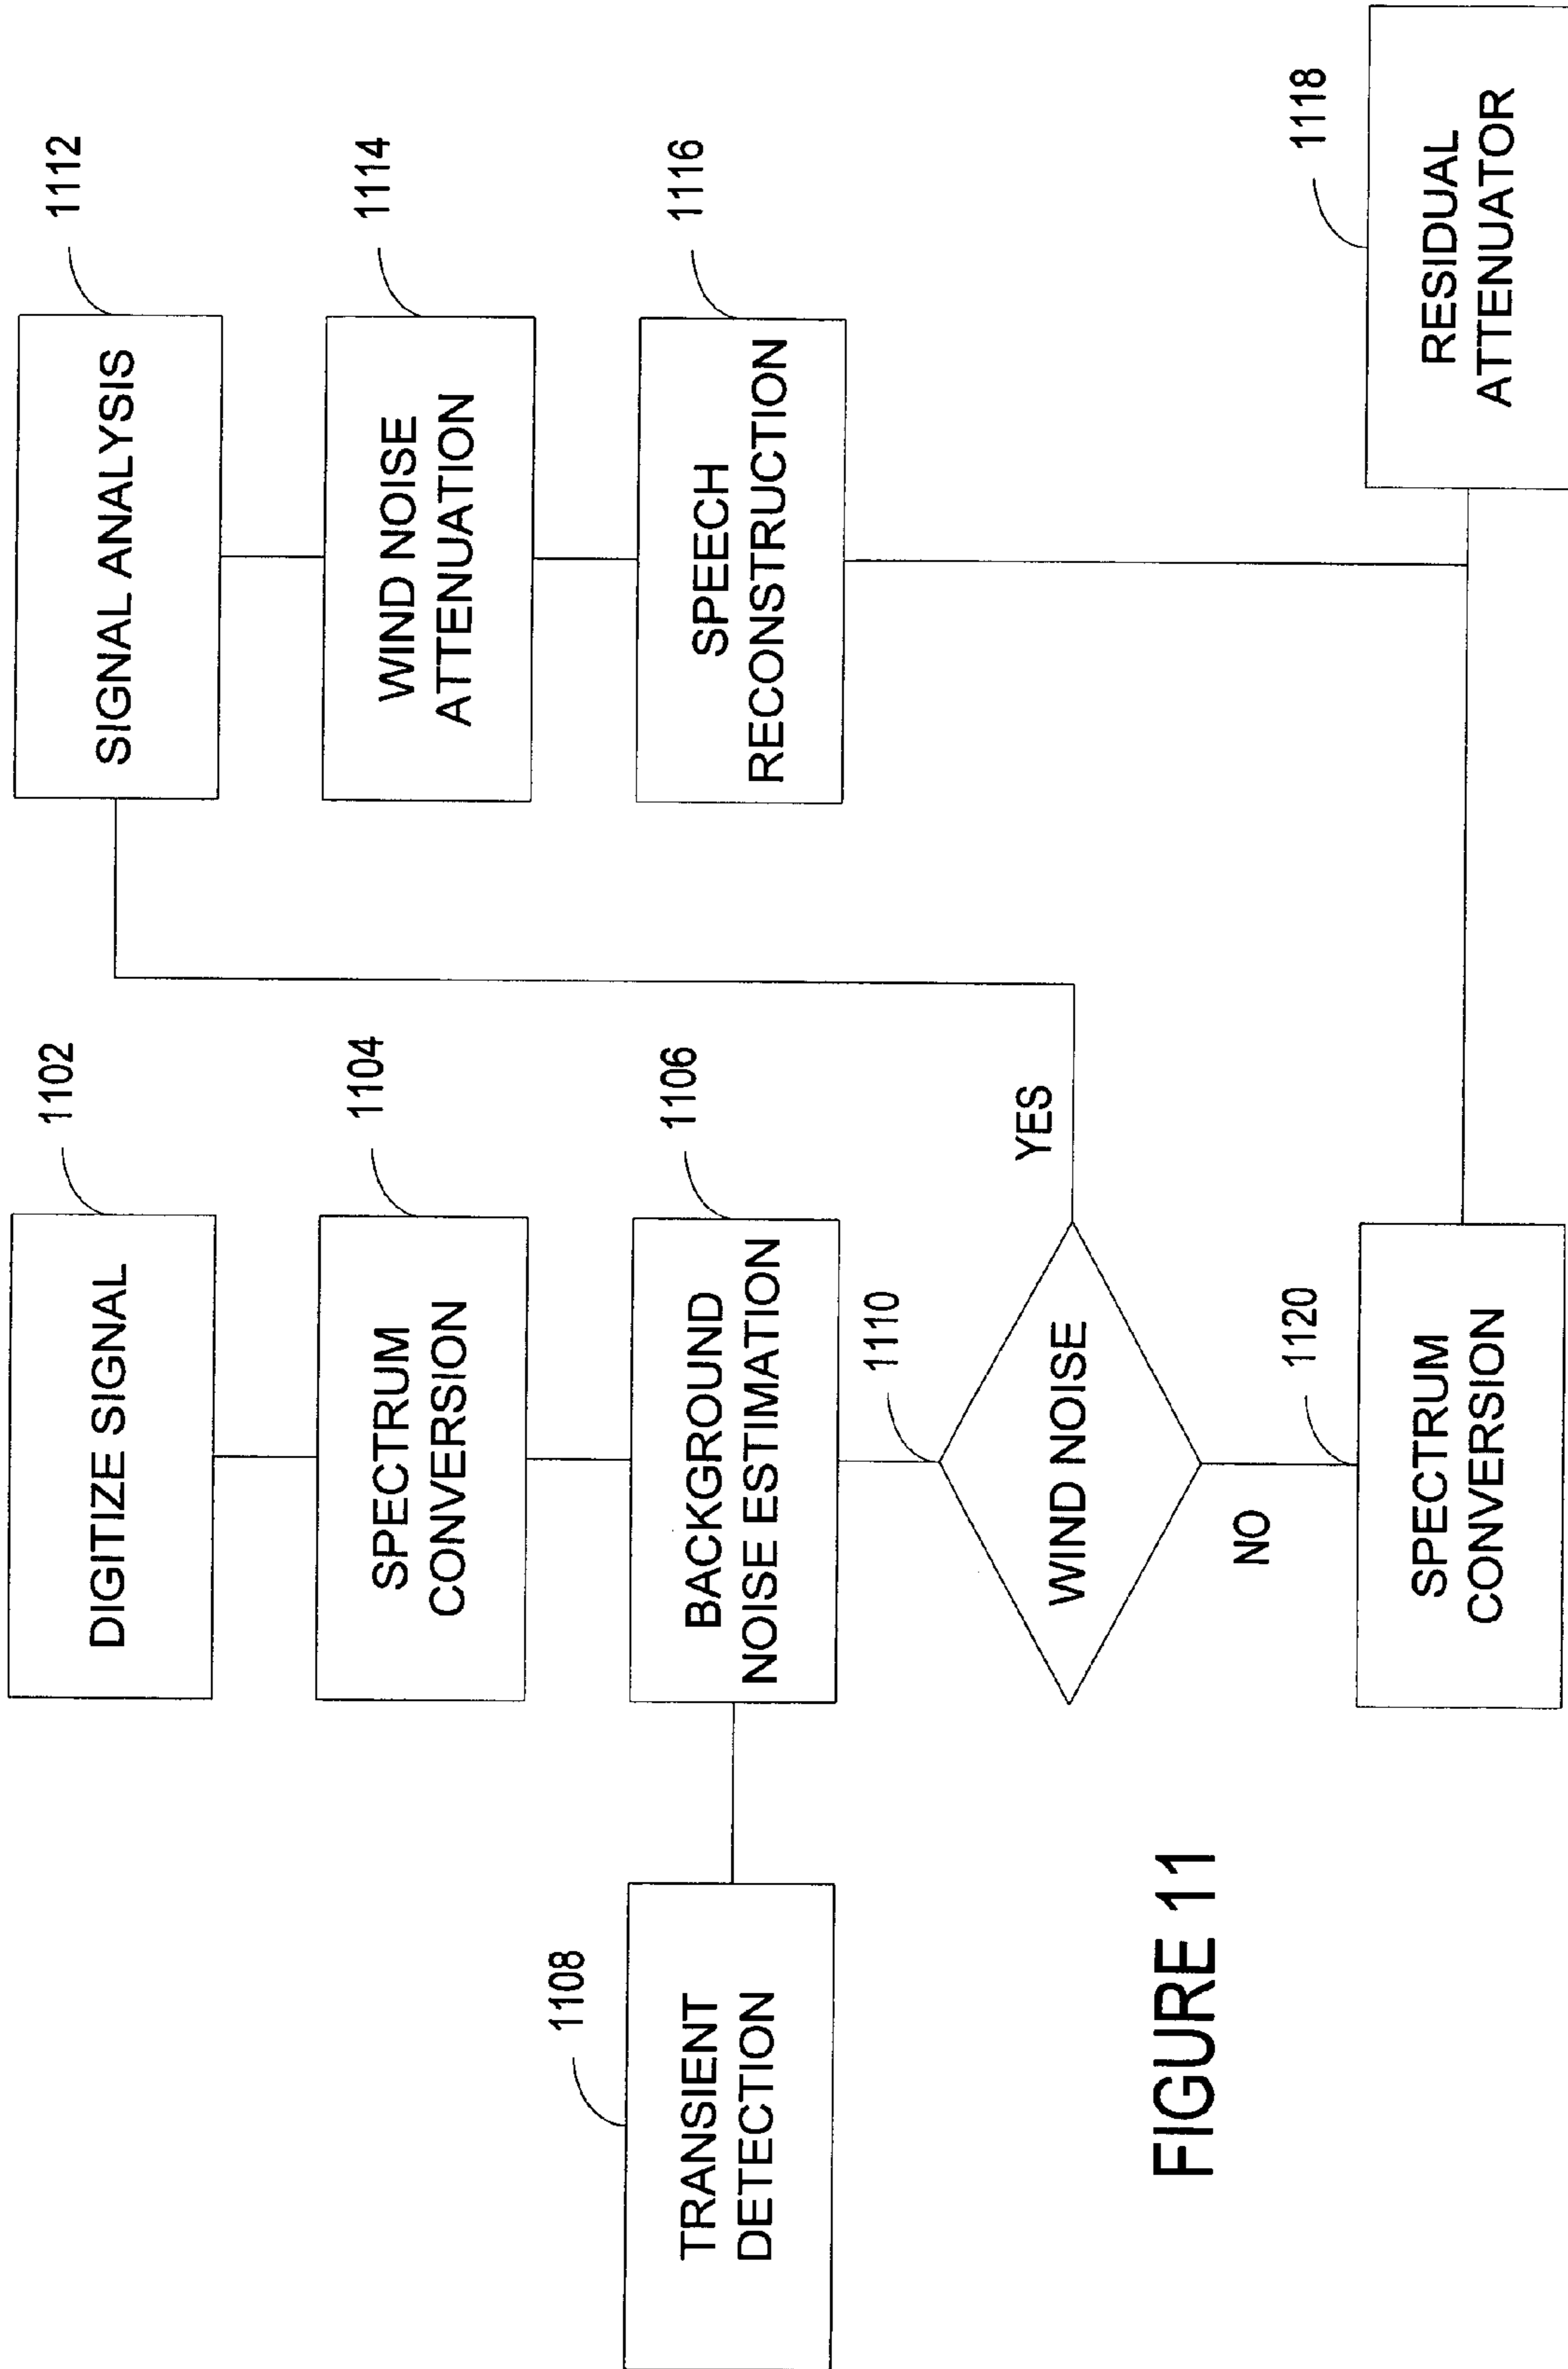 1102
DIGITIZE SIGNAL
1104
SPECTRUM
CONVERSION
1106
BACKGROUND
NOISE ESTIMATION
1108
TRANSIENT
DETECTION
1110
WIND NOISE
YES
NO
1112
SIGNAL ANALYSIS
1114
WIND NOISE
ATTENUATION
1116
SPEECH
RECONSTRUCTION
1120
SPECTRUM
CONVERSION
1118
RESIDUAL
ATTENUATOR
FIGURE 11